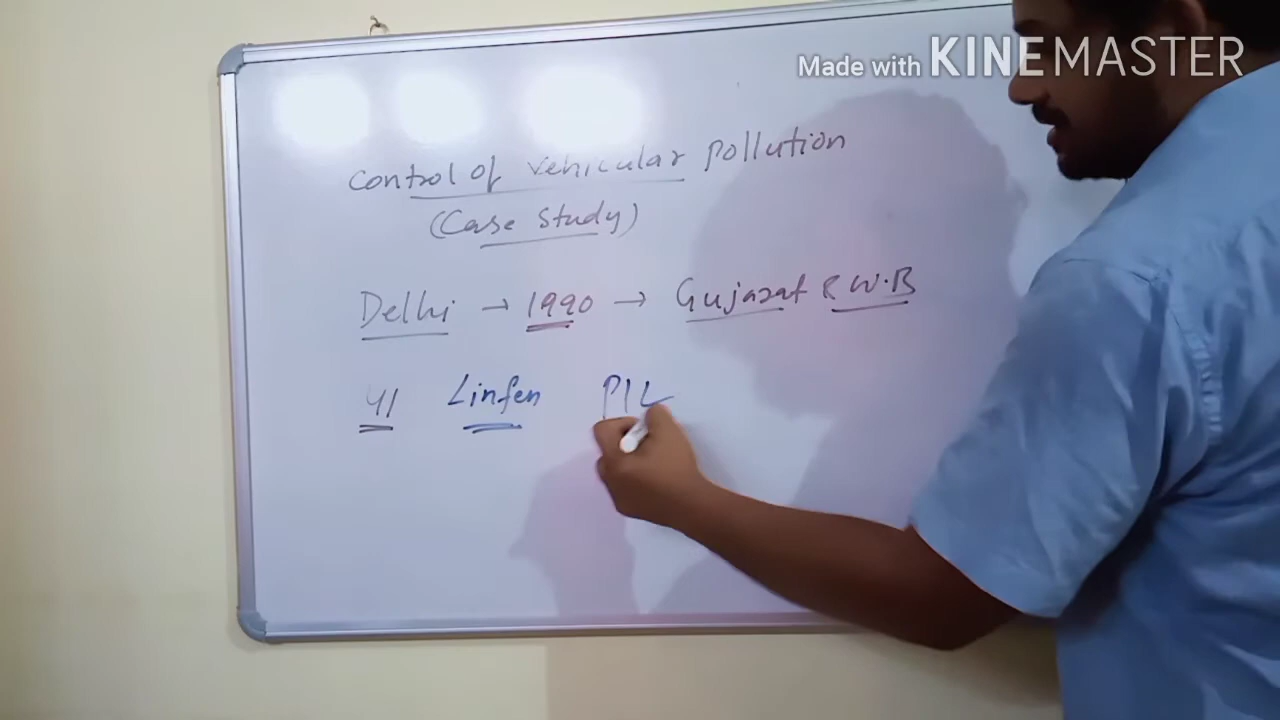 Made with KINEMASTER
Control of Vehicular Pollution
(Case Study)
Delhi → 1990 → Gujarat & W.B
41 Linfen PIL